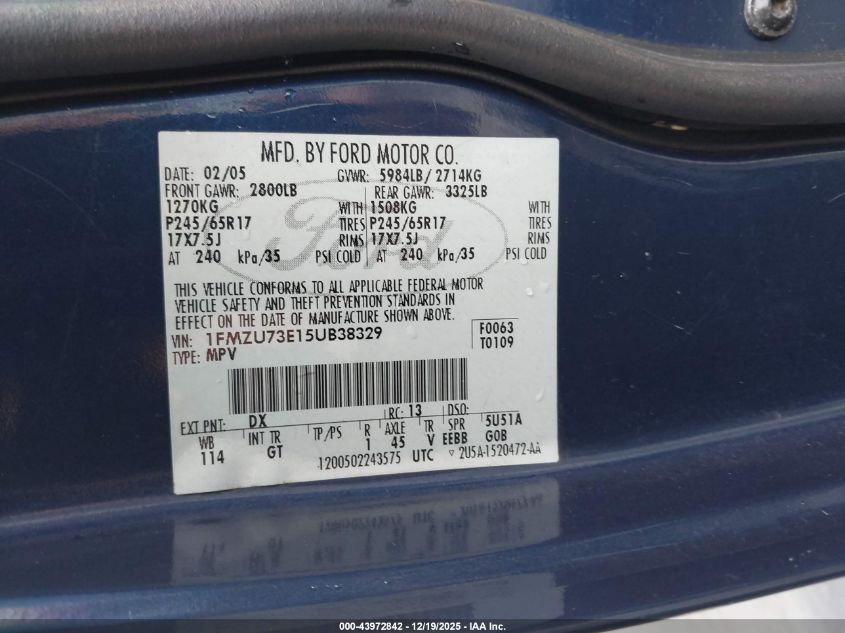 MFD. BY FORD MOTOR CO.
DATE: 02/05 GVWR: 5984LB/2714KG
FRONT GAWR: 2800LB REAR GAWR: 3325LB
1270KG WITH 1508KG WITH
P245/65R17 TIRES P245/65R17 TIRES
17X7.5J RIMS 17X7.5J RIMS
AT 240 kPa/35 PSI COLD AT 240 kPa/35 PSI COLD
Ford
THIS VEHICLE CONFORMS TO ALL APPLICABLE FEDERAL MOTOR
VEHICLE SAFETY AND THEFT PREVENTION STANDARDS IN
EFFECT ON THE DATE OF MANUFACTURE SHOWN ABOVE.
VIN: 1FMZU73E15UB38329 F0063
TYPE: MPV T0109
EXT PNT: DX RC: 13 DSO:
WB INT TR TP/PS R AXLE TR SPR 5U51A
114 GT 1 45 V EEBB GOB
1200502243575 UTC ▽ 2U5A-1520472-AA
000-43972842 - 12/19/2025 - IAA Inc.